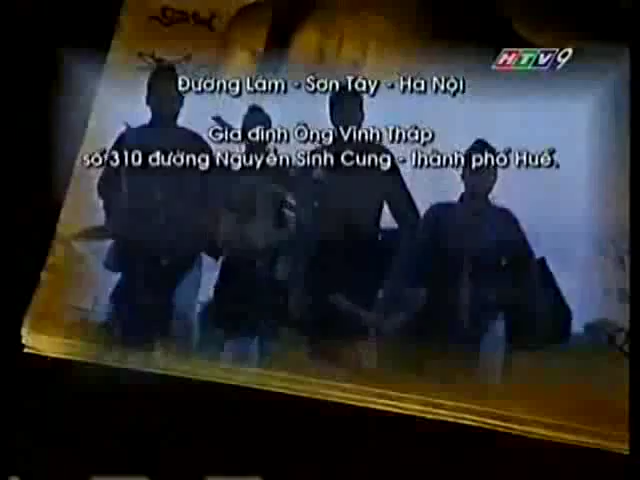 HTV9
Đường Lâm - Sơn Tây - Hà Nội
Gia đình Ông Vĩnh Tháp
số 310 đường Nguyễn Sinh Cung - thành phố Huế.